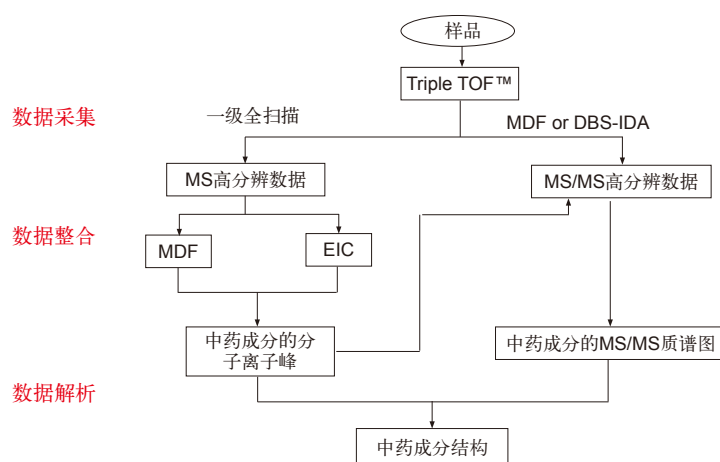 样品
Triple TOF™
数据采集
一级全扫描
MDF or DBS-IDA
MS高分辨数据
MS/MS高分辨数据
数据整合
MDF
EIC
中药成分的分
子离子峰
中药成分的MS/MS质谱图
数据解析
中药成分结构